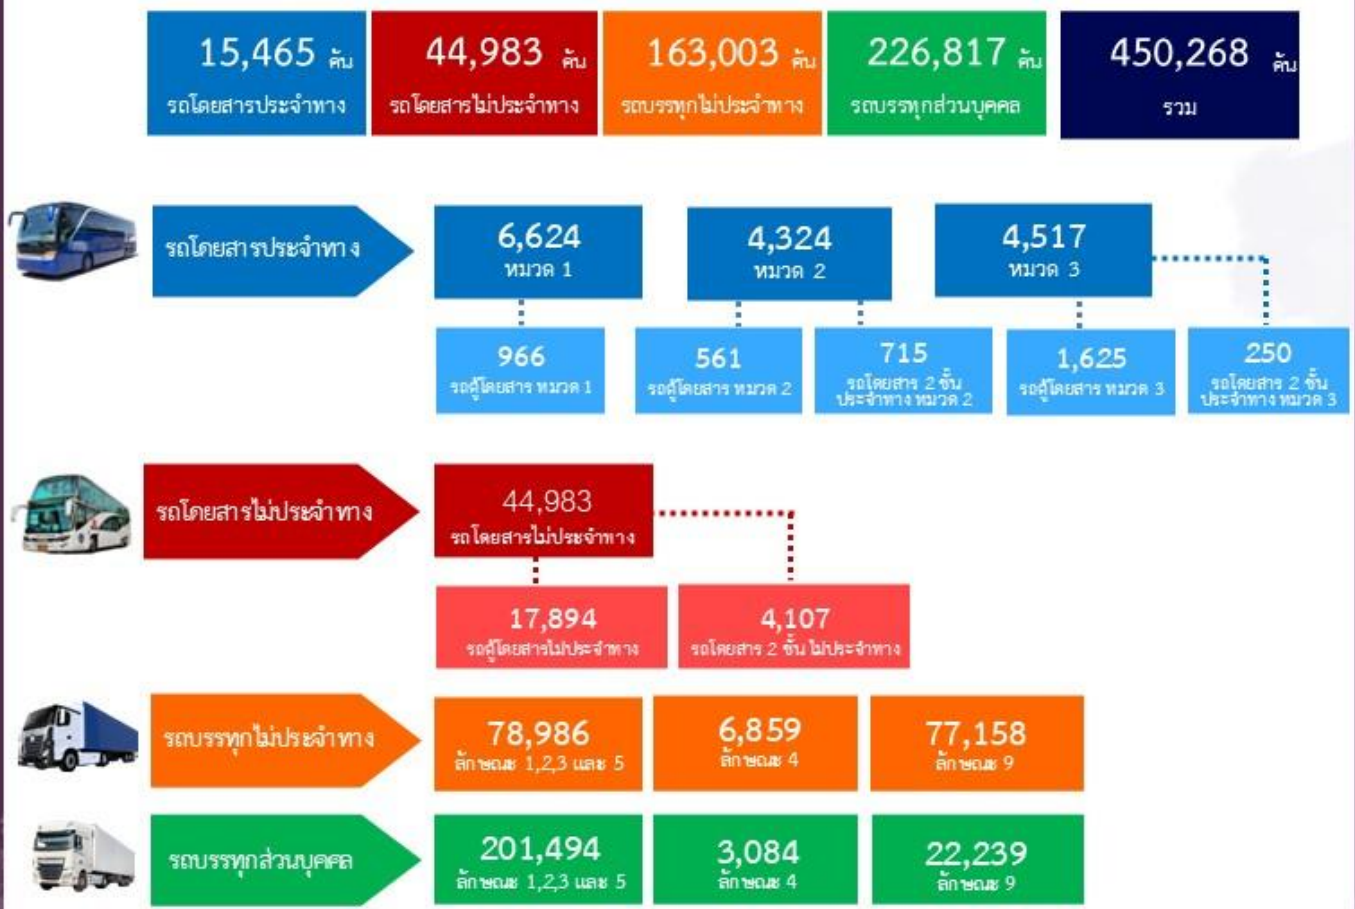 15,465 คัน
รถโดยสารประจำทาง
44,983 คัน
รถโดยสารไม่ประจำทาง
163,003 คัน
รถบรรทุกไม่ประจำทาง
226,817 คัน
รถบรรทุกส่วนบุคคล
450,268 คัน
รวม
รถโดยสารประจำทาง
6,624
หมวด 1
4,324
หมวด 2
4,517
หมวด 3
966
รถตู้โดยสาร หมวด 1
561
รถตู้โดยสาร หมวด 2
715
รถโดยสาร 2 ชั้น
ประจำทาง หมวด 2
1,625
รถตู้โดยสาร หมวด 3
250
รถโดยสาร 2 ชั้น
ประจำทาง หมวด 3
รถโดยสารไม่ประจำทาง
44,983
รถโดยสารไม่ประจำทาง
17,894
รถตู้โดยสารไม่ประจำทาง
4,107
รถโดยสาร 2 ชั้น ไม่ประจำทาง
รถบรรทุกไม่ประจำทาง
78,986
ลักษณะ 1,2,3 และ 5
6,859
ลักษณะ 4
77,158
ลักษณะ 9
รถบรรทุกส่วนบุคคล
201,494
ลักษณะ 1,2,3 และ 5
3,084
ลักษณะ 4
22,239
ลักษณะ 9